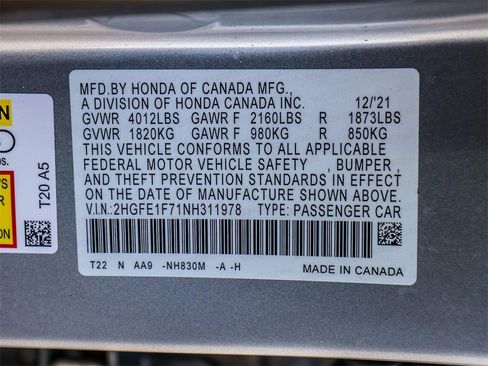 MFD.BY HONDA OF CANADA MFG.,
A DIVISION OF HONDA CANADA INC. 12/'21
GVWR 4012LBS GAWR F 2160LBS R 1873LBS
GVWR 1820KG GAWR F 980KG R 850KG
THIS VEHICLE CONFORMS TO ALL APPLICABLE
FEDERAL MOTOR VEHICLE SAFETY , BUMPER ,
AND THEFT PREVENTION STANDARDS IN EFFECT
ON THE DATE OF MANUFACTURE SHOWN ABOVE.
V.I.N.:2HGFE1F71NH311978 TYPE: PASSENGER CAR
T22 N AA9 -NH830M -A -H
MADE IN CANADA
T20 A5